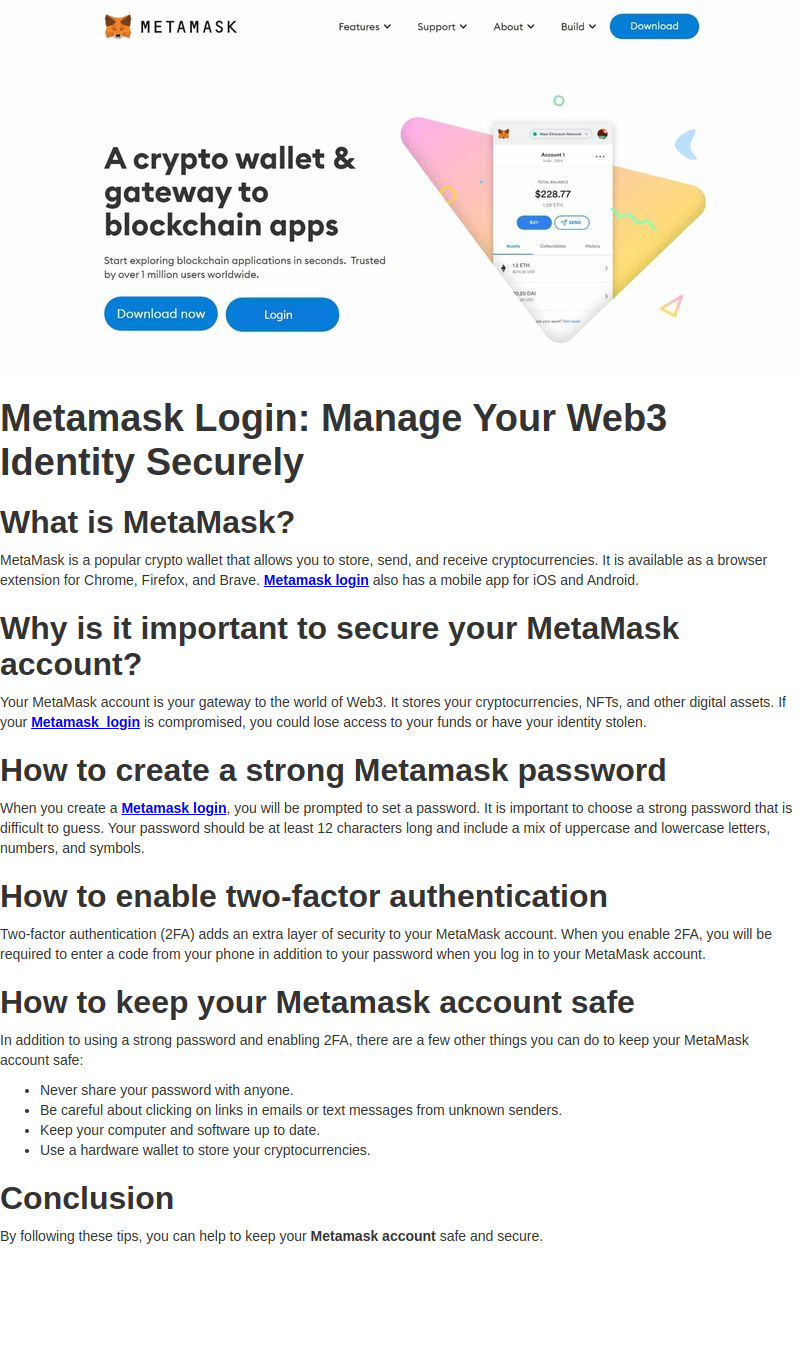 METAMASK
Features
Support
About
Build
Download
A crypto wallet &
gateway to
blockchain apps
Start exploring blockchain applications in seconds. Trusted
by over 1 million users worldwide.
Download now
Login
Main Ethereum Network
Account 1
TOTAL BALANCE
$228.77
1.29 ETH
BUY
SEND
Assets
Collectables
History
1.2 ETH
20 DAI
Add asset
Metamask Login: Manage Your Web3
Identity Securely
What is MetaMask?
MetaMask is a popular crypto wallet that allows you to store, send, and receive cryptocurrencies. It is available as a browser
extension for Chrome, Firefox, and Brave. Metamask login also has a mobile app for iOS and Android.
Why is it important to secure your MetaMask
account?
Your MetaMask account is your gateway to the world of Web3. It stores your cryptocurrencies, NFTs, and other digital assets. If
your Metamask  login is compromised, you could lose access to your funds or have your identity stolen.
How to create a strong Metamask password
When you create a Metamask login, you will be prompted to set a password. It is important to choose a strong password that is
difficult to guess. Your password should be at least 12 characters long and include a mix of uppercase and lowercase letters,
numbers, and symbols.
How to enable two-factor authentication
Two-factor authentication (2FA) adds an extra layer of security to your MetaMask account. When you enable 2FA, you will be
required to enter a code from your phone in addition to your password when you log in to your MetaMask account.
How to keep your Metamask account safe
In addition to using a strong password and enabling 2FA, there are a few other things you can do to keep your MetaMask
account safe:
• Never share your password with anyone.
• Be careful about clicking on links in emails or text messages from unknown senders.
• Keep your computer and software up to date.
• Use a hardware wallet to store your cryptocurrencies.
Conclusion
By following these tips, you can help to keep your Metamask account safe and secure.